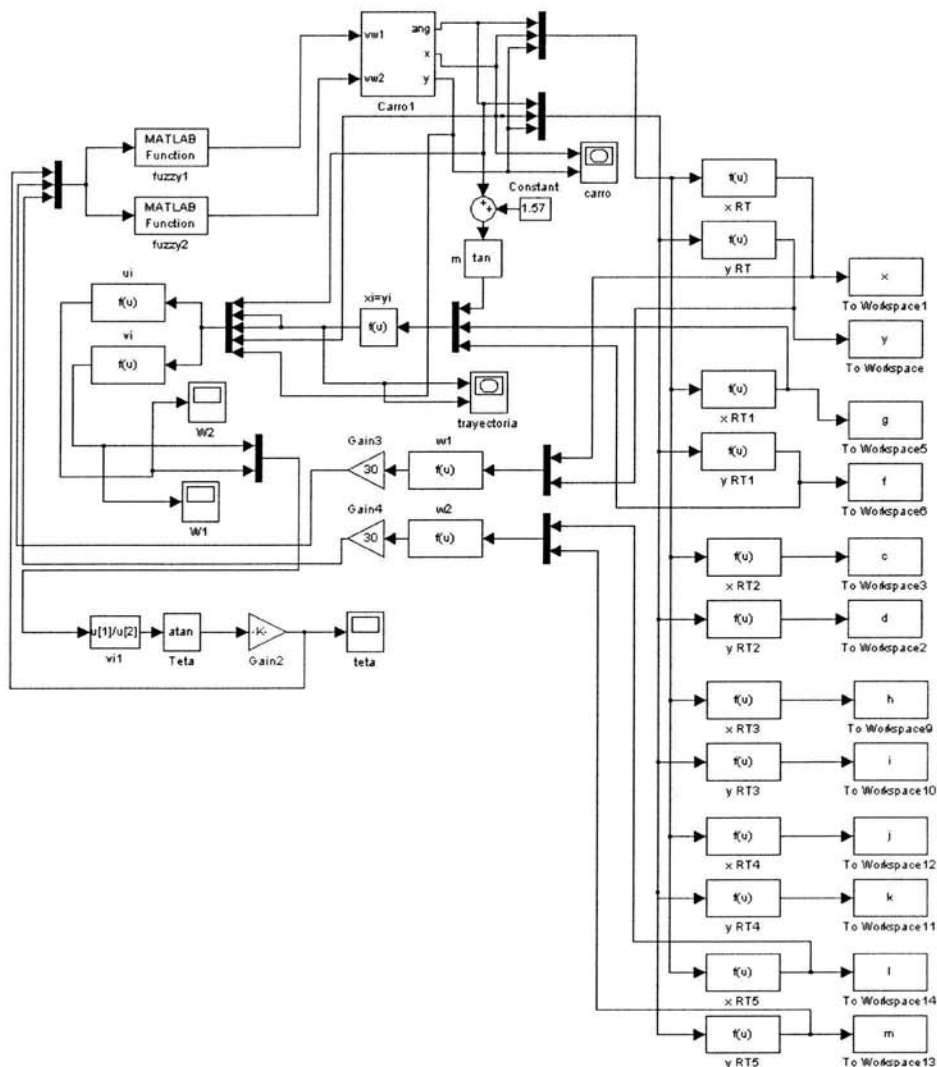 ang
vw1
x
vw2
y
Carro1
MATLAB
Function
fuzzy1
MATLAB
Function
fuzzy2
carro
Constant
1.57
+
+
m
tan
f(u)
x RT
f(u)
y RT
x
To Workspace1
y
To Workspace
ui
f(u)
vi
f(u)
xi=yi
f(u)
trayectoria
W2
W1
f(u)
x RT1
f(u)
y RT1
g
To Workspace5
f
To Workspace6
Gain3
30
w1
f(u)
Gain4
30
w2
f(u)
f(u)
x RT2
c
To Workspace3
f(u)
y RT2
d
To Workspace2
u[1]/u[2]
vi1
atan
Teta
-K-
Gain2
teta
f(u)
x RT3
h
To Workspace9
f(u)
y RT3
i
To Workspace10
f(u)
x RT4
j
To Workspace12
f(u)
y RT4
k
To Workspace11
f(u)
x RT5
l
To Workspace14
f(u)
y RT5
m
To Workspace13